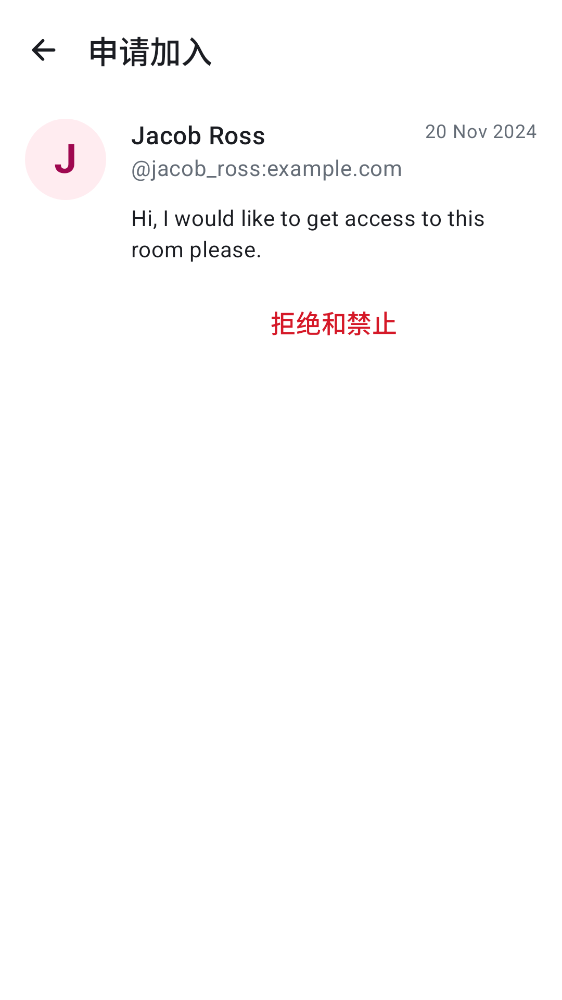 申请加入
J
Jacob Ross
20 Nov 2024
@jacob_ross:example.com
Hi, I would like to get access to this
room please.
拒绝和禁止